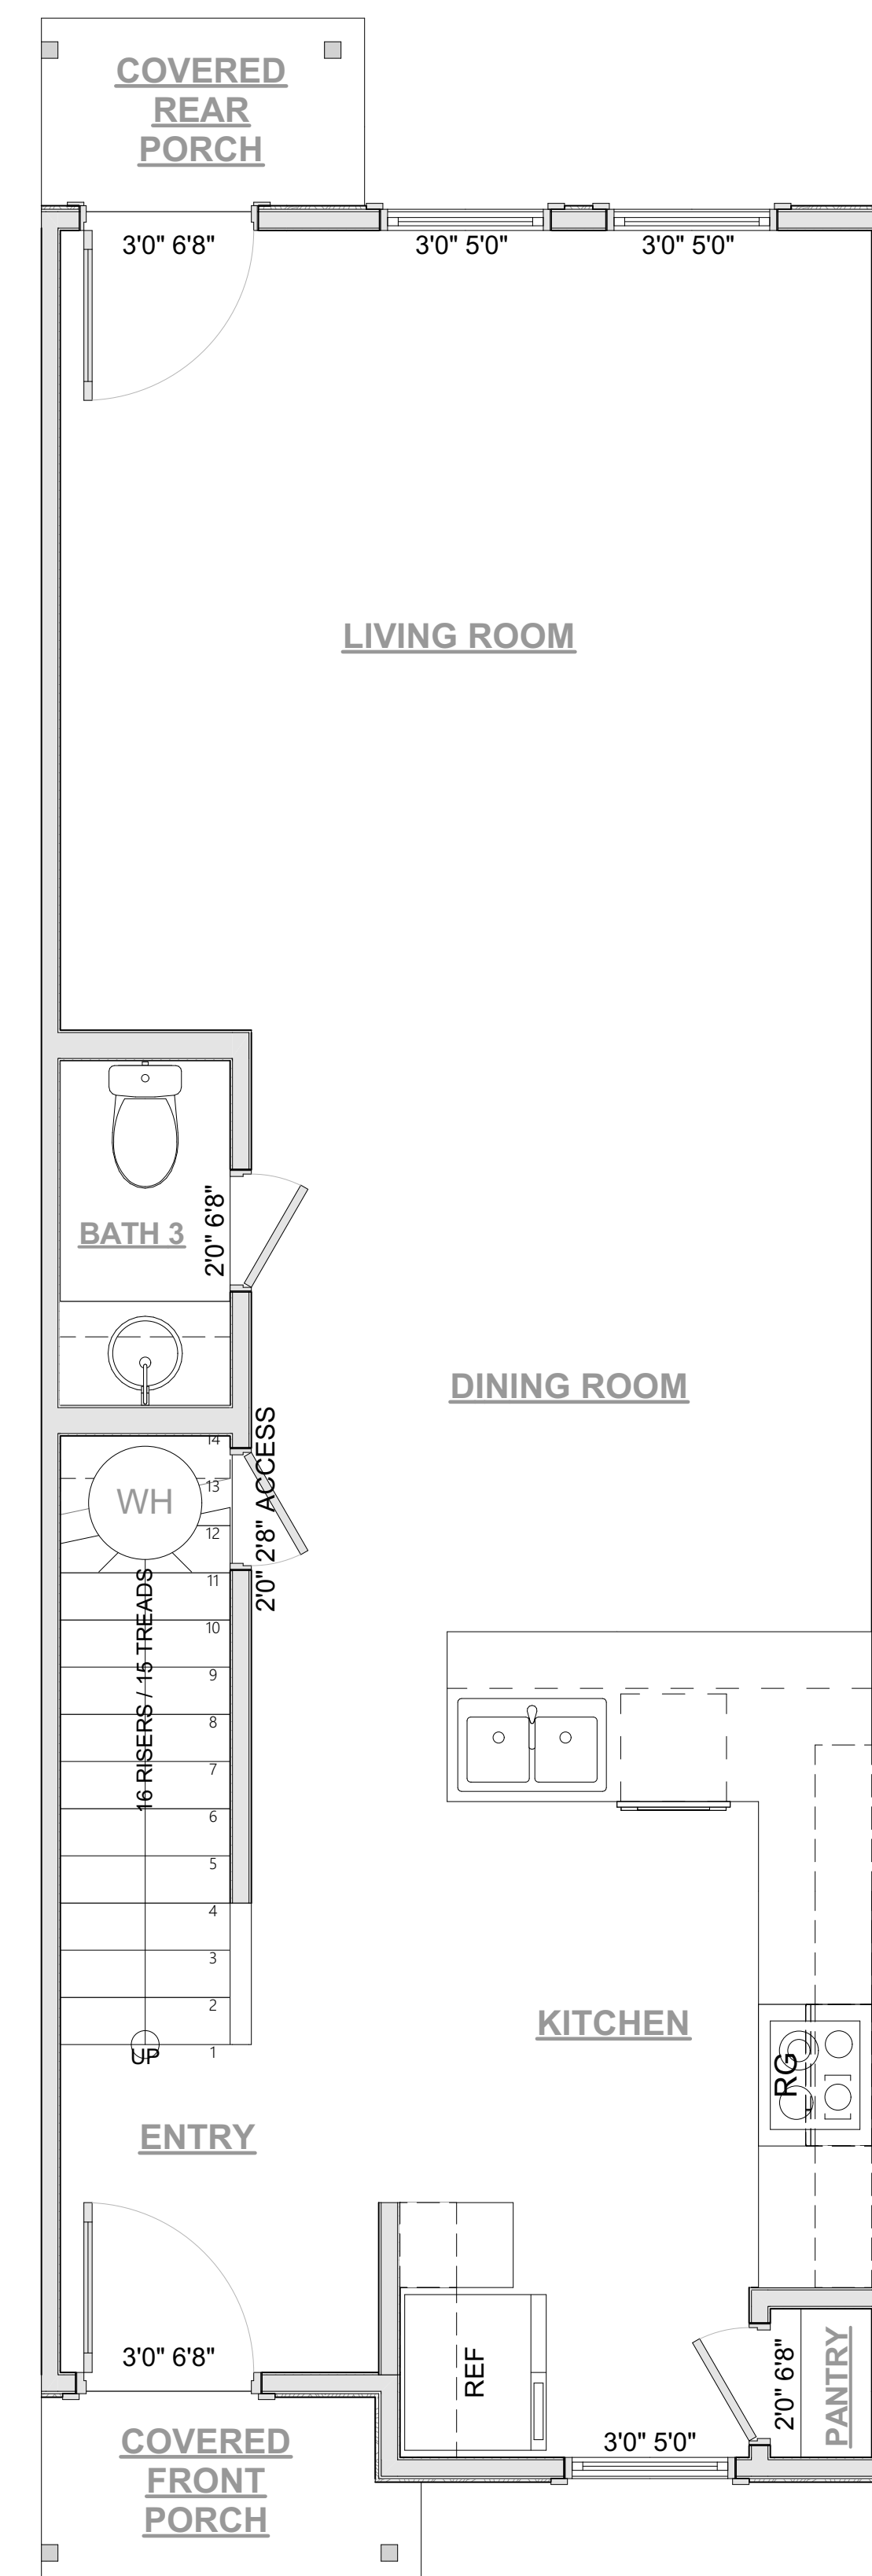 COVERED
REAR
PORCH
3'0" 6'8"
3'0" 5'0"
3'0" 5'0"
LIVING ROOM
BATH 3
2'0" 6'8"
DINING ROOM
2'0" 2'8" ACCESS
WH
14
13
12
11
10
9
8
7
6
5
4
3
2
1
16 RISERS / 15 TREADS
UP
KITCHEN
RG
ENTRY
3'0" 6'8"
REF
3'0" 5'0"
2'0" 6'8"
PANTRY
COVERED
FRONT
PORCH